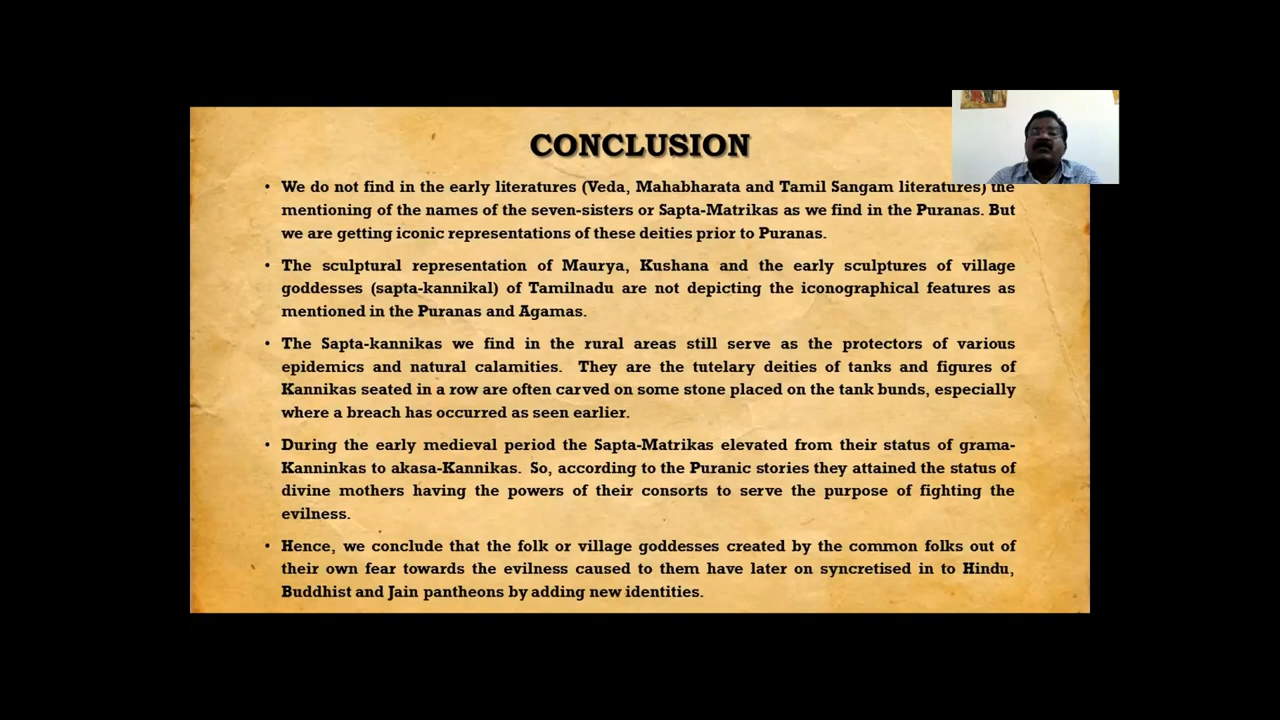 CONCLUSION
• We do not find in the early literatures (Veda, Mahabharata and Tamil Sangam literatures) the
mentioning of the names of the seven-sisters or Sapta-Matrikas as we find in the Puranas. But
we are getting iconic representations of these deities prior to Puranas.
• The sculptural representation of Maurya, Kushana and the early sculptures of village
goddesses (sapta-kannikal) of Tamilnadu are not depicting the iconographical features as
mentioned in the Puranas and Agamas.
• The Sapta-kannikas we find in the rural areas still serve as the protectors of various
epidemics and natural calamities. They are the tutelary deities of tanks and figures of
Kannikas seated in a row are often carved on some stone placed on the tank bunds, especially
where a breach has occurred as seen earlier.
• During the early medieval period the Sapta-Matrikas elevated from their status of grama-
Kanninkas to akasa-Kannikas. So, according to the Puranic stories they attained the status of
divine mothers having the powers of their consorts to serve the purpose of fighting the
evilness.
• Hence, we conclude that the folk or village goddesses created by the common folks out of
their own fear towards the evilness caused to them have later on syncretised in to Hindu,
Buddhist and Jain pantheons by adding new identities.